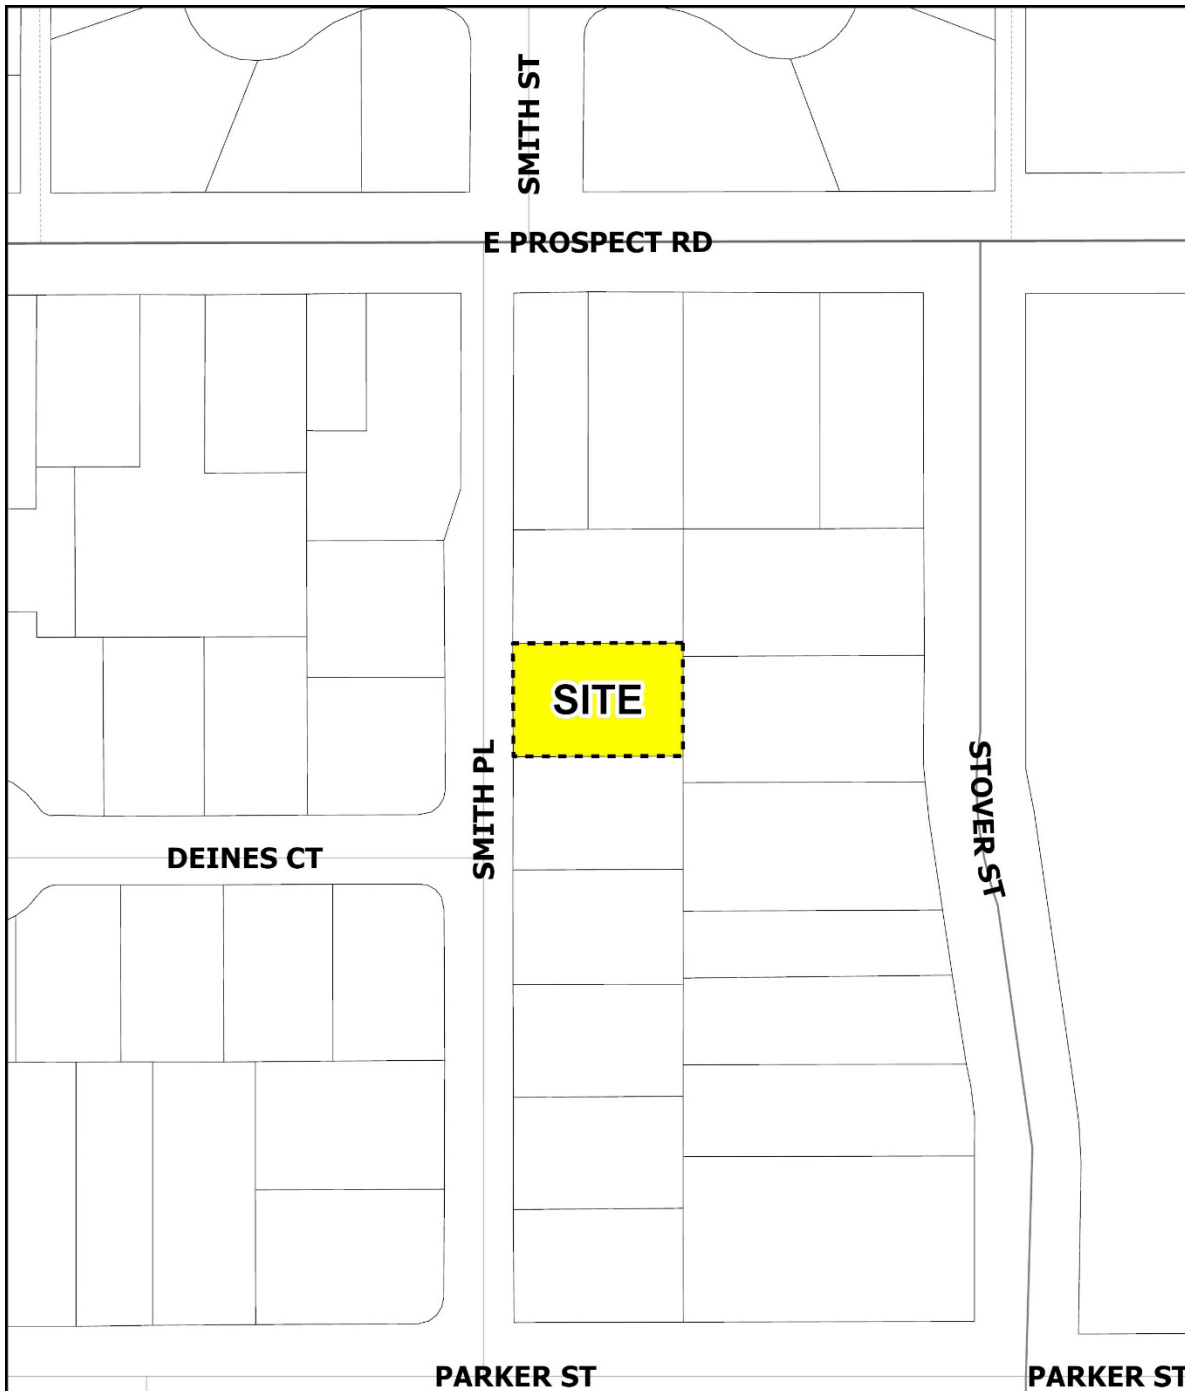 SMITH ST
E PROSPECT RD
SITE
SMITH PL
STOVER ST
DEINES CT
PARKER ST
PARKER ST